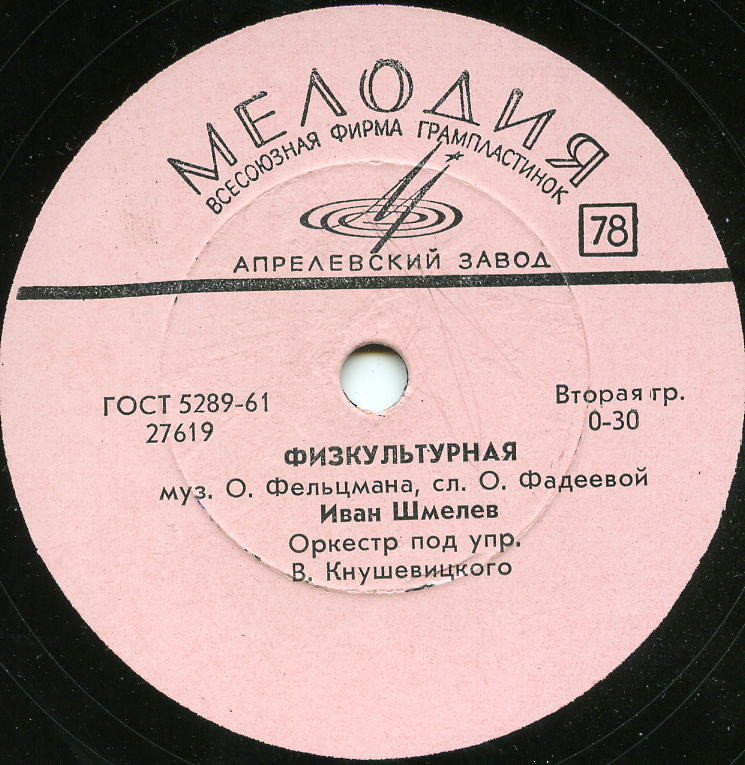 МЕЛОДИЯ
ВСЕСОЮЗНАЯ ФИРМА ГРАМПЛАСТИНОК
78
АПРЕЛЕВСКИЙ ЗАВОД
ГОСТ 5289-61
Вторая гр.
27619
0-30
ФИЗКУЛЬТУРНАЯ
муз. О. Фельцмана, сл. О. Фадеевой
Иван Шмелев
Оркестр под упр.
В. Кнушевицкого